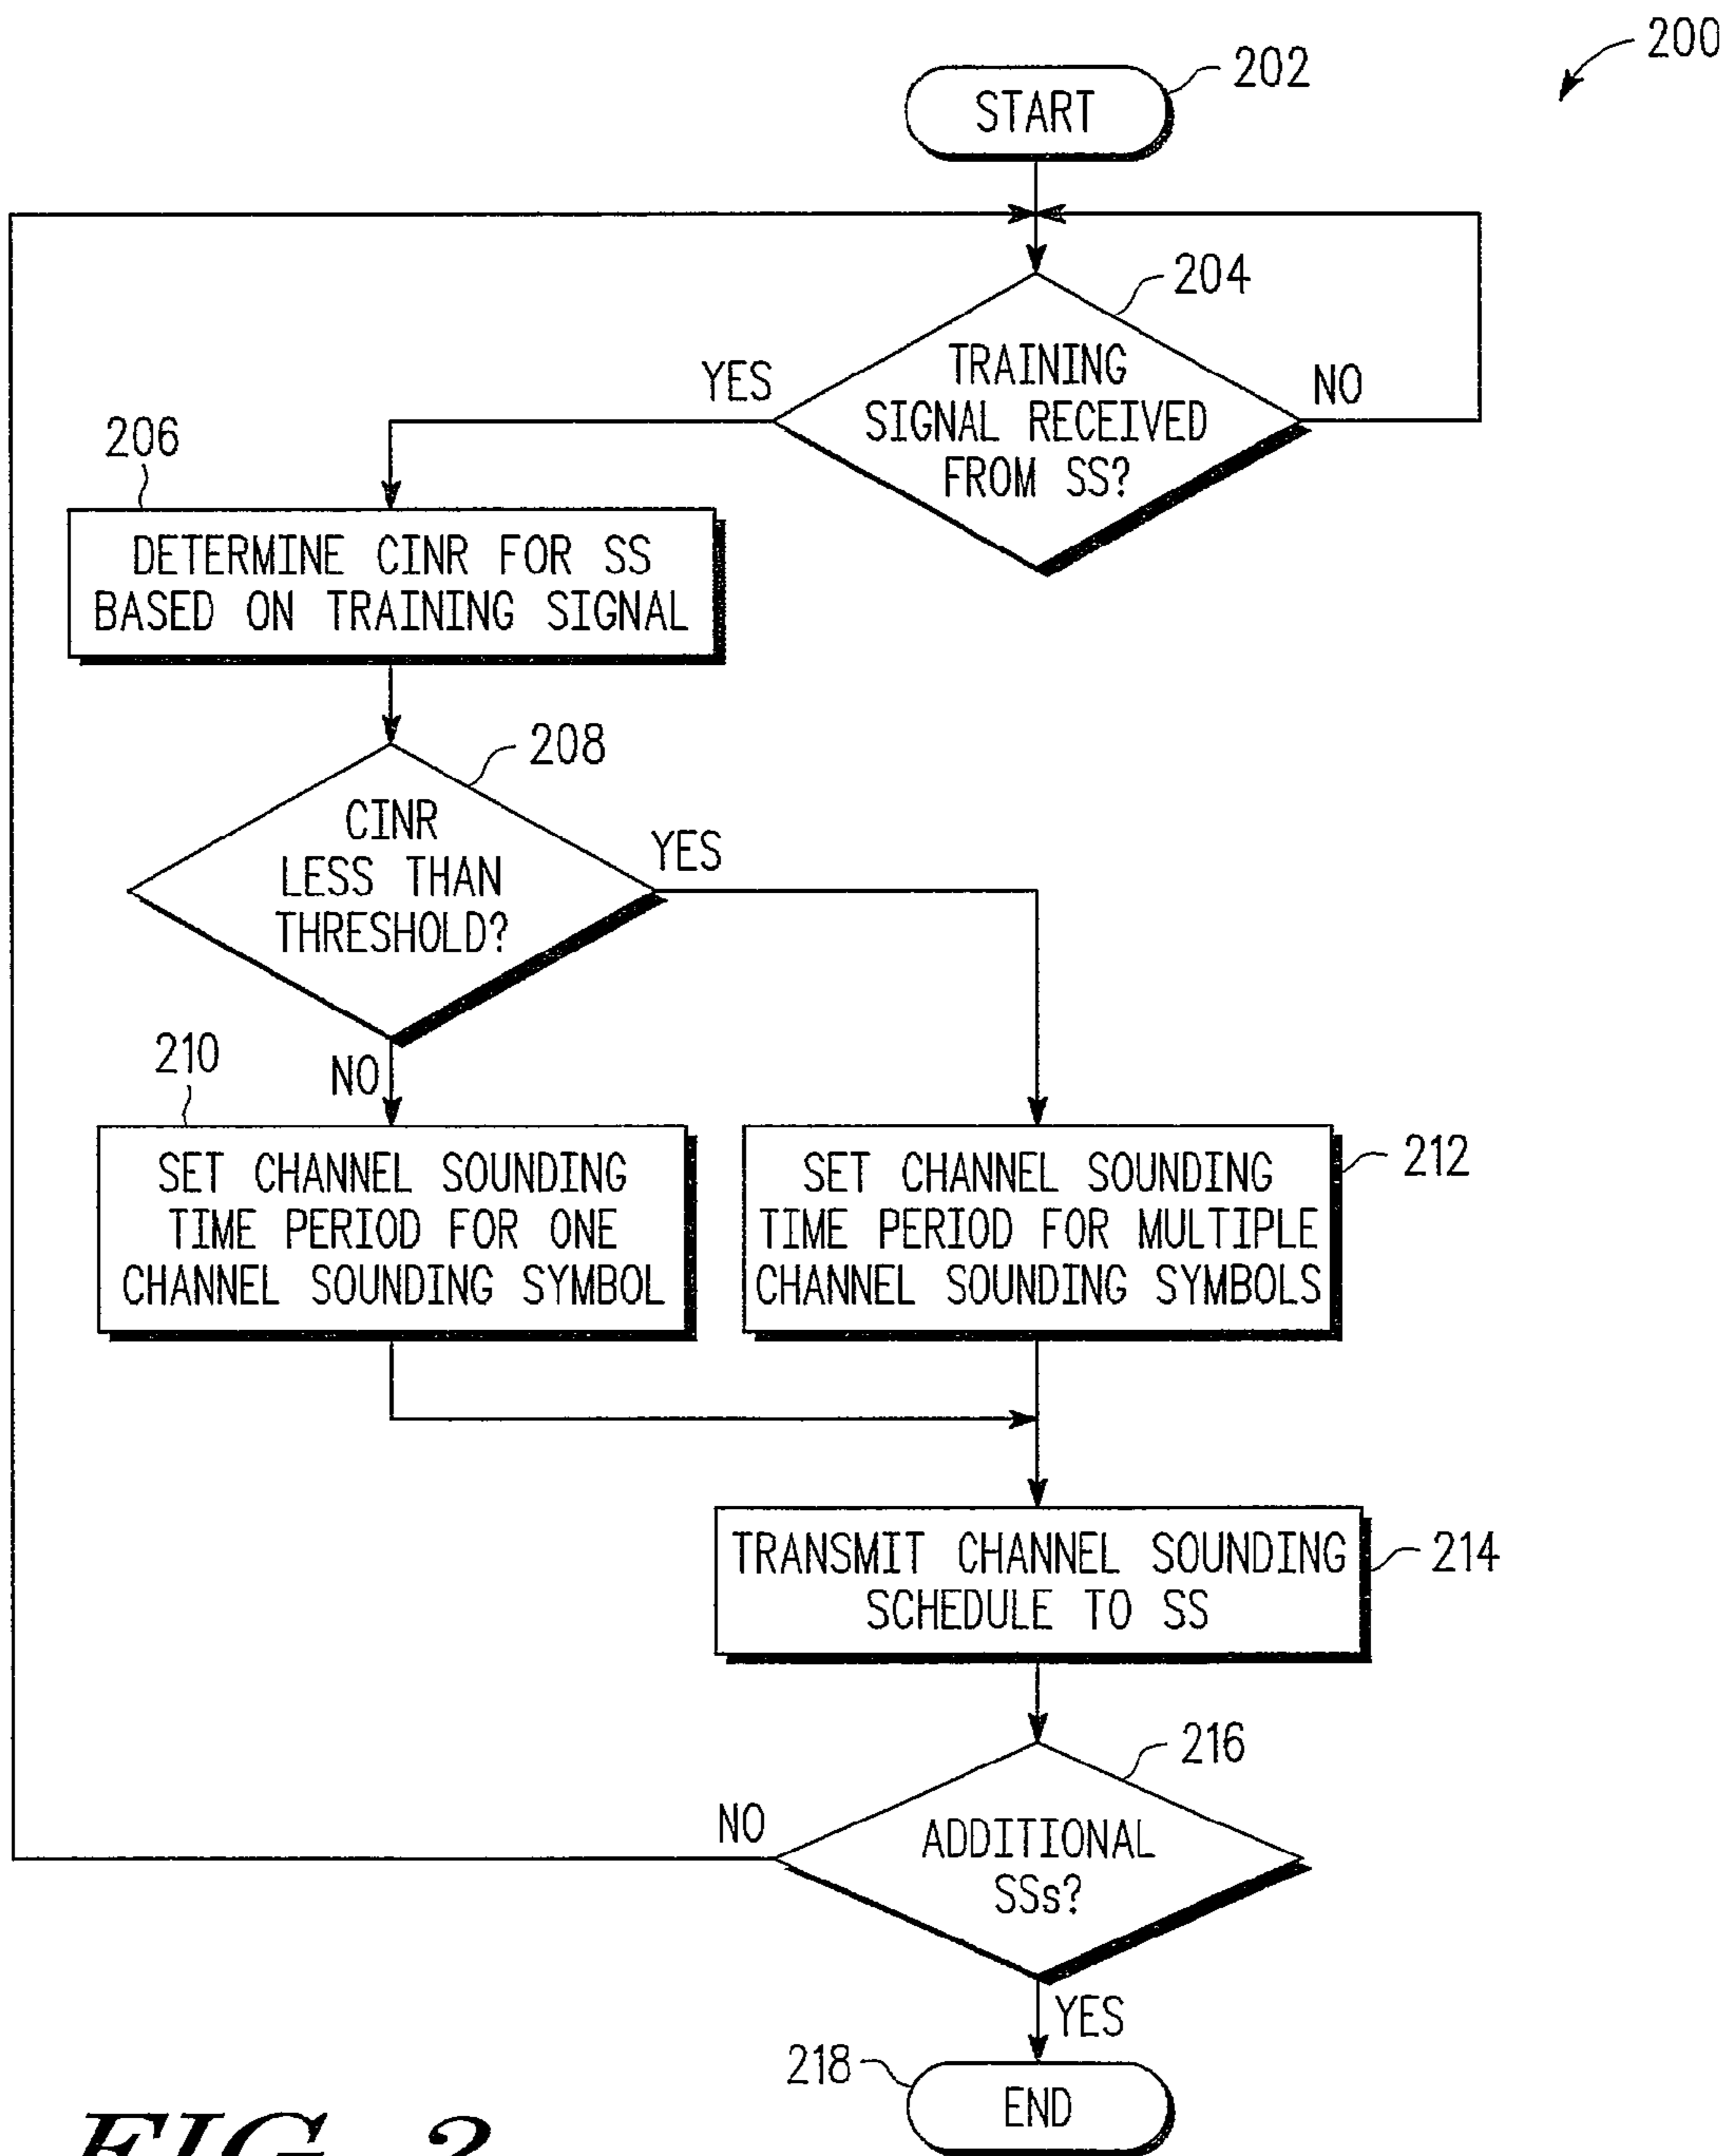 200
START
202
204
TRAINING
SIGNAL RECEIVED
FROM SS?
YES
NO
206
DETERMINE CINR FOR SS
BASED ON TRAINING SIGNAL
208
CINR
LESS THAN
THRESHOLD?
YES
NO
210
SET CHANNEL SOUNDING
TIME PERIOD FOR ONE
CHANNEL SOUNDING SYMBOL
212
SET CHANNEL SOUNDING
TIME PERIOD FOR MULTIPLE
CHANNEL SOUNDING SYMBOLS
TRANSMIT CHANNEL SOUNDING
SCHEDULE TO SS
214
216
ADDITIONAL
SSs?
NO
YES
218
END
FIG. 2